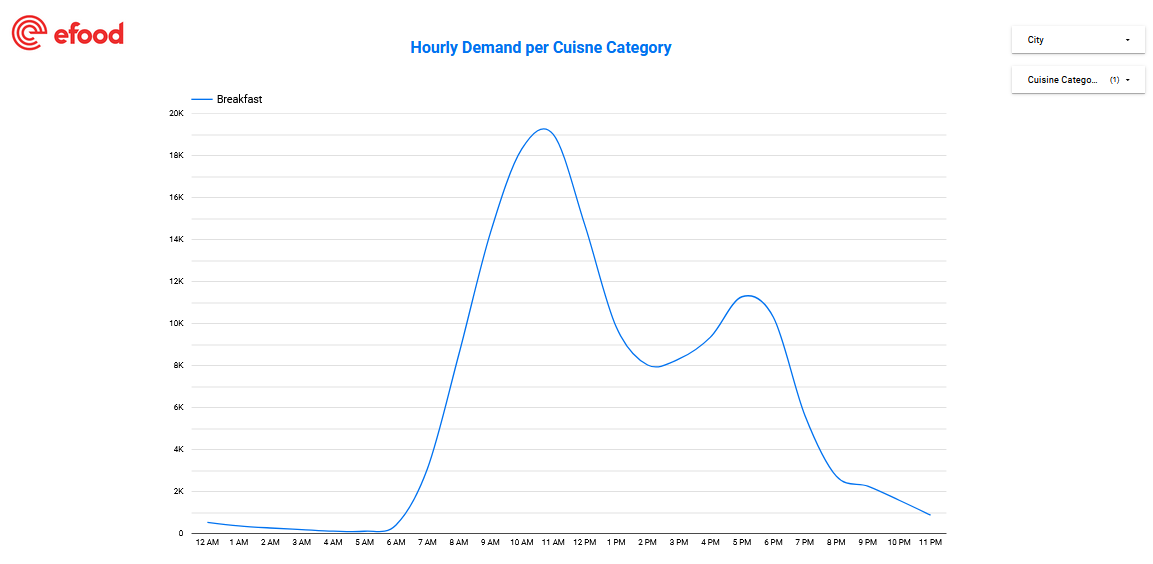 efood
Hourly Demand per Cuisne Category
City
Cuisine Catego... (1)
Breakfast
20K
18K
16K
14K
12K
10K
8K
6K
4K
2K
0
12 AM 1 AM 2 AM 3 AM 4 AM 5 AM 6 AM 7 AM 8 AM 9 AM 10 AM 11 AM 12 PM 1 PM 2 PM 3 PM 4 PM 5 PM 6 PM 7 PM 8 PM 9 PM 10 PM 11 PM